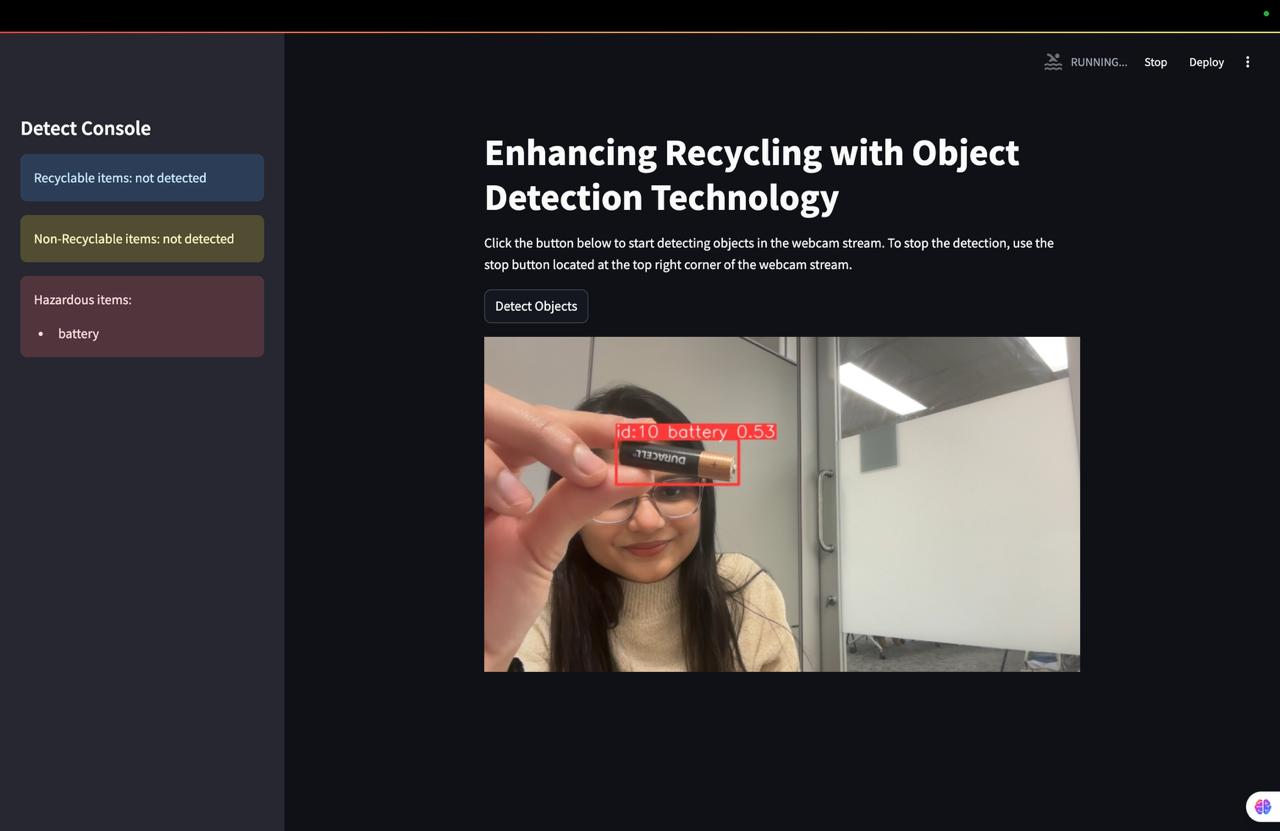 RUNNING...
Stop
Deploy
Detect Console
Recyclable items: not detected
Non-Recyclable items: not detected
Hazardous items:
• battery
Enhancing Recycling with Object
Detection Technology
Click the button below to start detecting objects in the webcam stream. To stop the detection, use the
stop button located at the top right corner of the webcam stream.
Detect Objects
id:10 battery 0.53
DURACELL
+